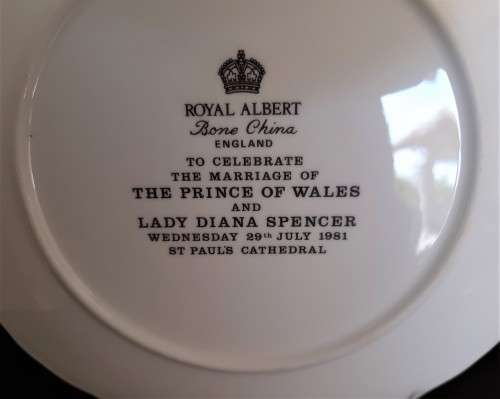 ROYAL ALBERT
Bone China
ENGLAND
TO CELEBRATE
THE MARRIAGE OF
THE PRINCE OF WALES
AND
LADY DIANA SPENCER
WEDNESDAY 29th JULY 1981
ST PAUL'S CATHEDRAL